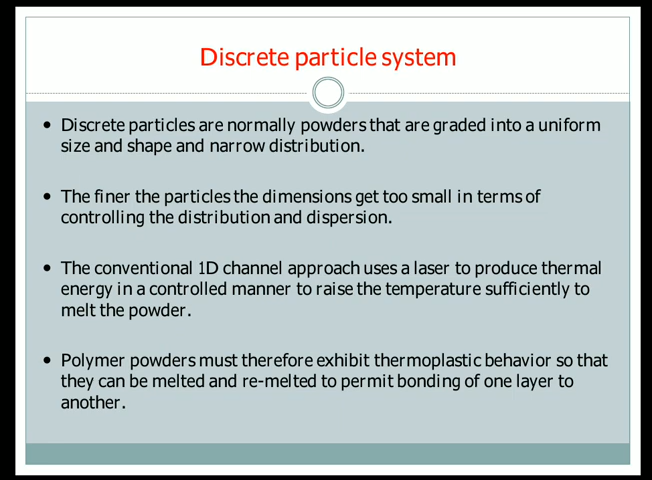 Discrete particle system
• Discrete particles are normally powders that are graded into a uniform
size and shape and narrow distribution.
• The finer the particles the dimensions get too small in terms of
controlling the distribution and dispersion.
• The conventional 1D channel approach uses a laser to produce thermal
energy in a controlled manner to raise the temperature sufficiently to
melt the powder.
• Polymer powders must therefore exhibit thermoplastic behavior so that
they can be melted and re-melted to permit bonding of one layer to
another.